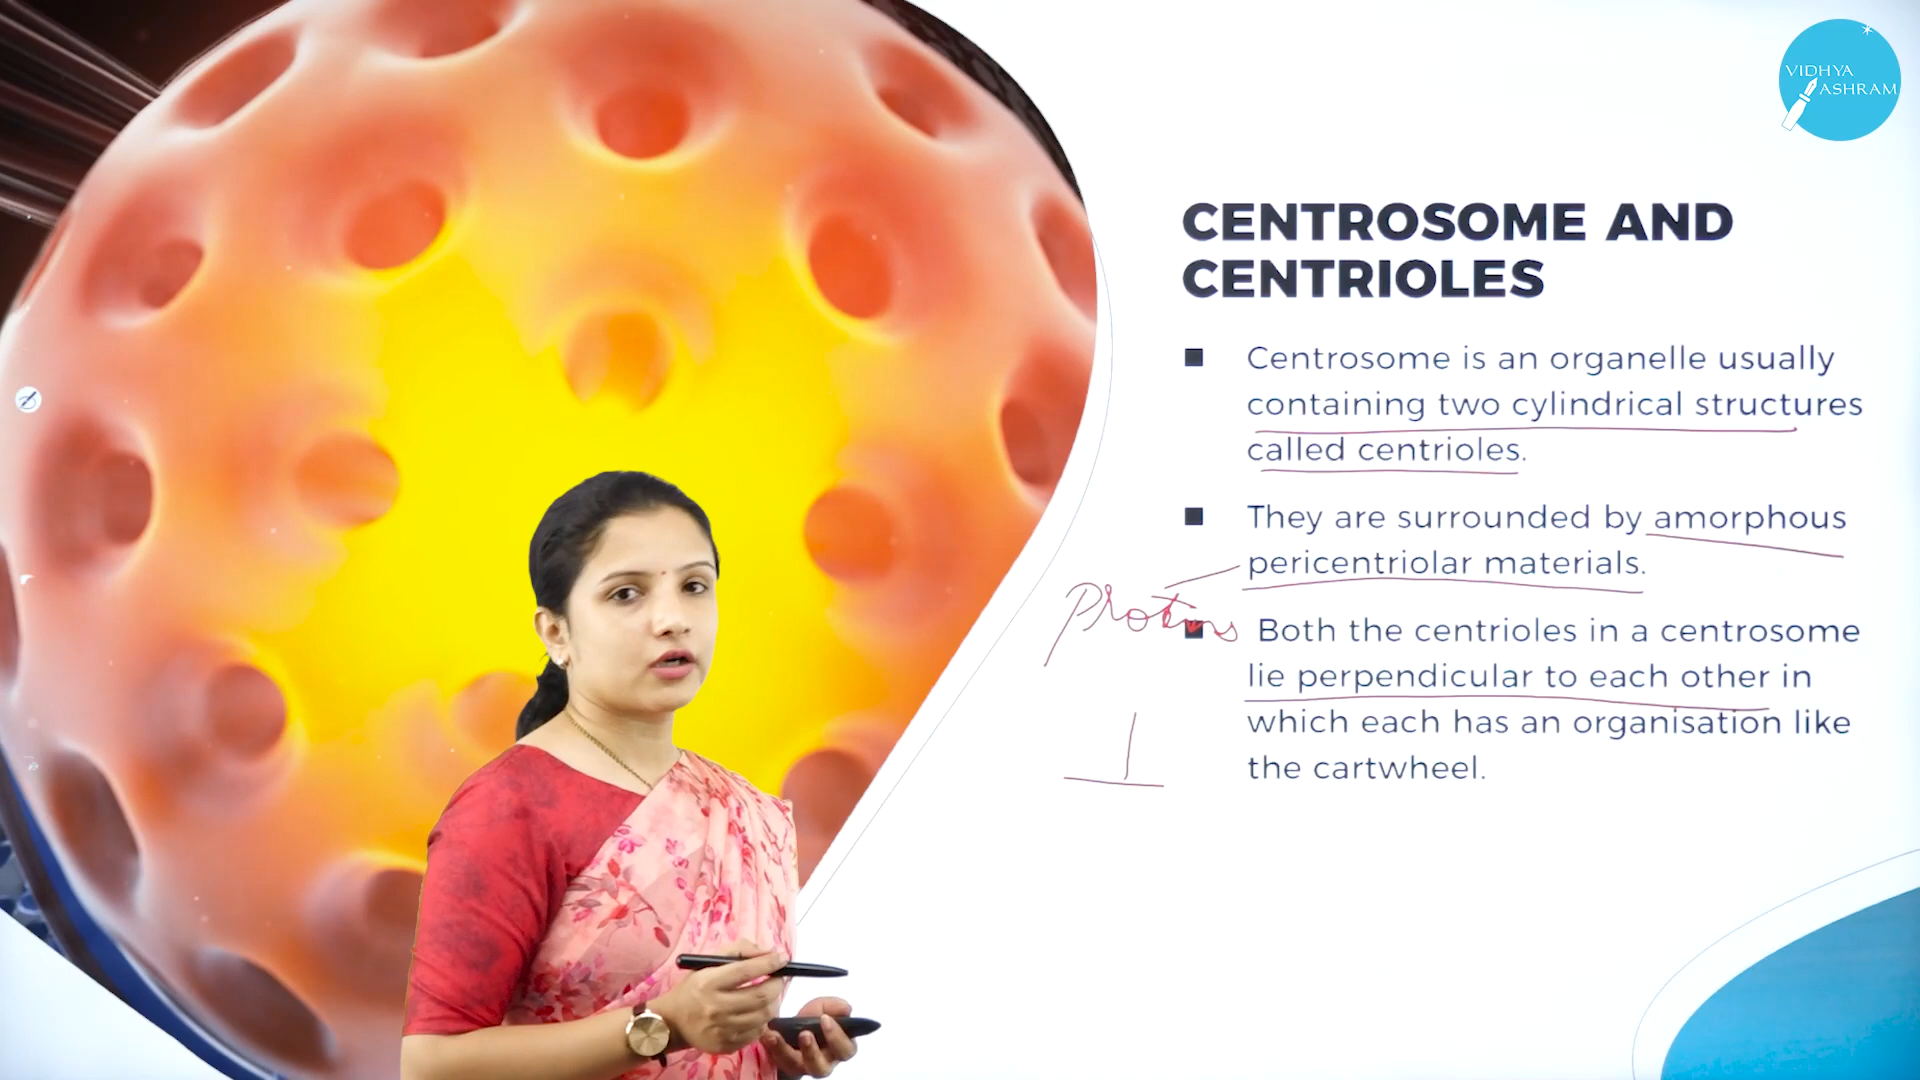 VIDHYA
ASHRAM
CENTROSOME AND
CENTRIOLES
■ Centrosome is an organelle usually
containing two cylindrical structures
called centrioles.
■ They are surrounded by amorphous
pericentriolar materials.
proteins
■ Both the centrioles in a centrosome
lie perpendicular to each other in
which each has an organisation like
the cartwheel.